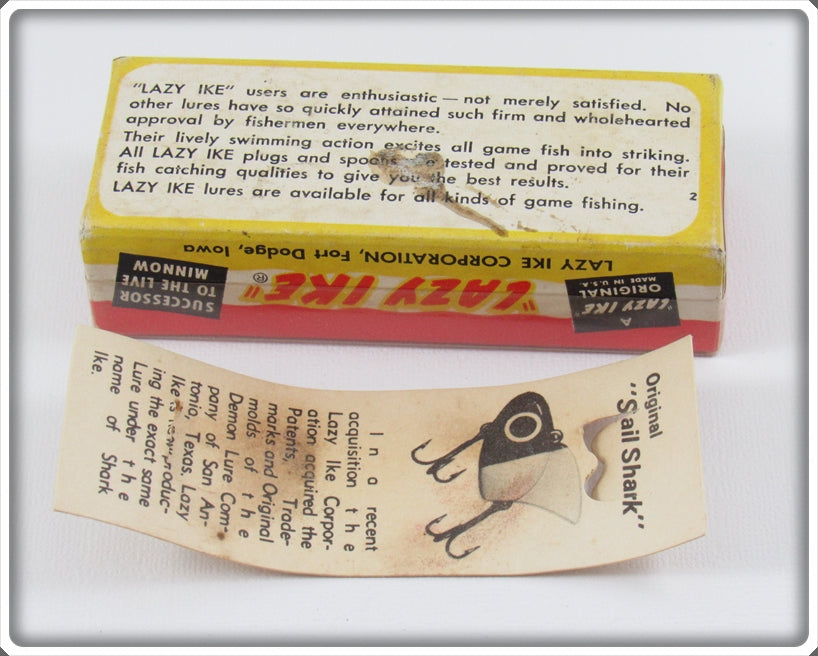 "LAZY IKE" users are enthusiastic — not merely satisfied. No
other lures have so quickly attained such firm and wholehearted
approval by fishermen everywhere.
Their lively swimming action excites all game fish into striking.
All LAZY IKE plugs and spoons are tested and proved for their
fish catching qualities to give you the best results.
LAZY IKE lures are available for all kinds of game fishing.
2
LAZY IKE CORPORATION, Fort Dodge, Iowa
A
"LAZY IKE"
ORIGINAL
MADE IN U.S.A.
"LAZY IKE"®
SUCCESSOR
TO THE LIVE
MINNOW
Original
"Sail Shark"
In a recent
acquisition the
Lazy Ike Corpor-
ation acquired the
Patents, Trade-
marks and Original
molds of the
Demon Lure Com-
pany of San An-
tonio, Texas. Lazy
Ike is now produc-
ing the exact same
Lure under the
name of Shark
Ike.